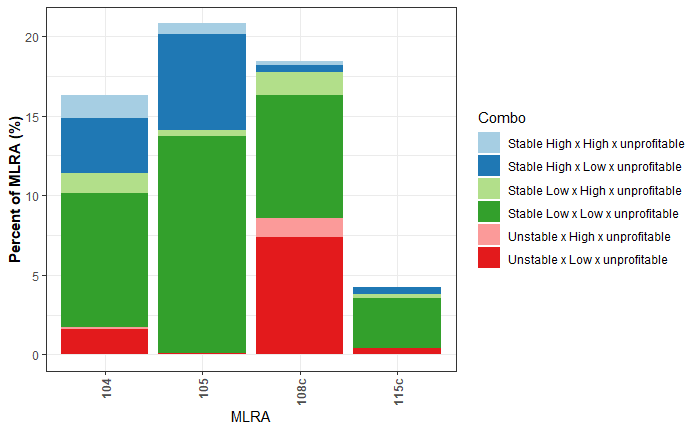 20
15
10
5
0
Percent of MLRA (%)
104
105
108c
115c
MLRA
Combo
Stable High x High x unprofitable
Stable High x Low x unprofitable
Stable Low x High x unprofitable
Stable Low x Low x unprofitable
Unstable x High x unprofitable
Unstable x Low x unprofitable